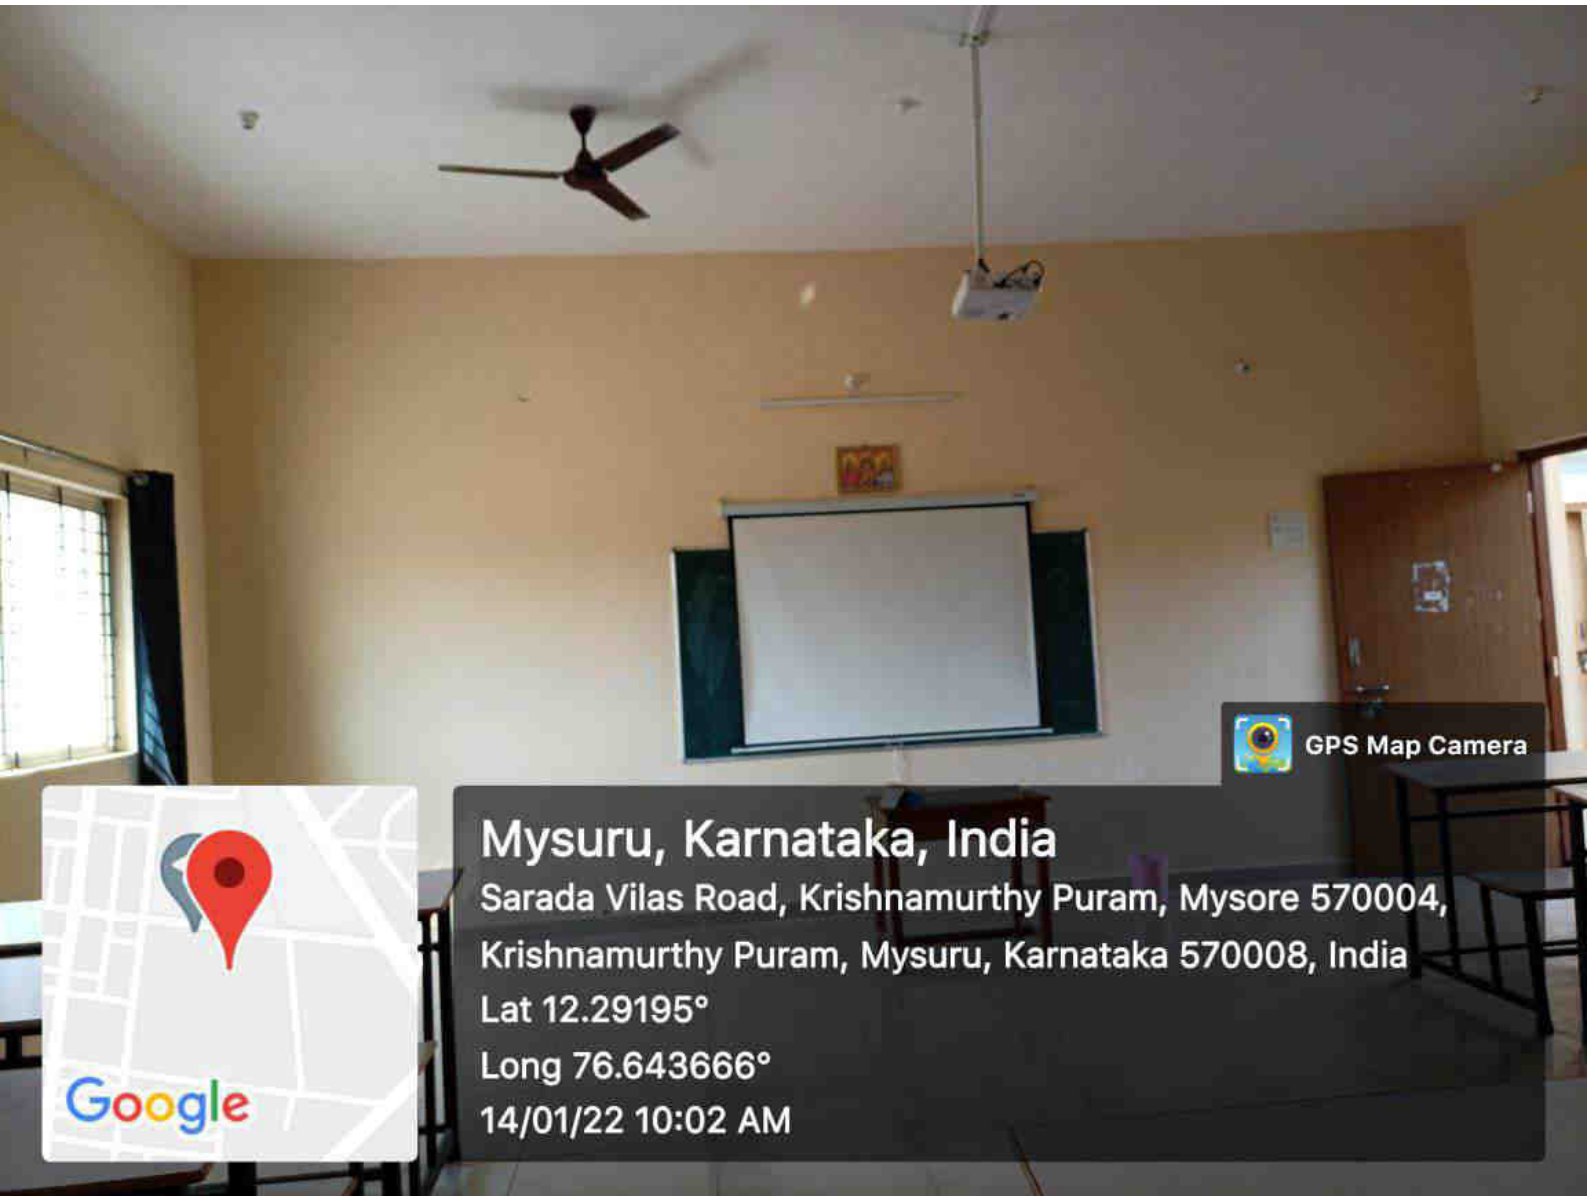 GPS Map Camera
Mysuru, Karnataka, India
Sarada Vilas Road, Krishnamurthy Puram, Mysore 570004,
Krishnamurthy Puram, Mysuru, Karnataka 570008, India
Lat 12.29195°
Long 76.643666°
14/01/22 10:02 AM
Google